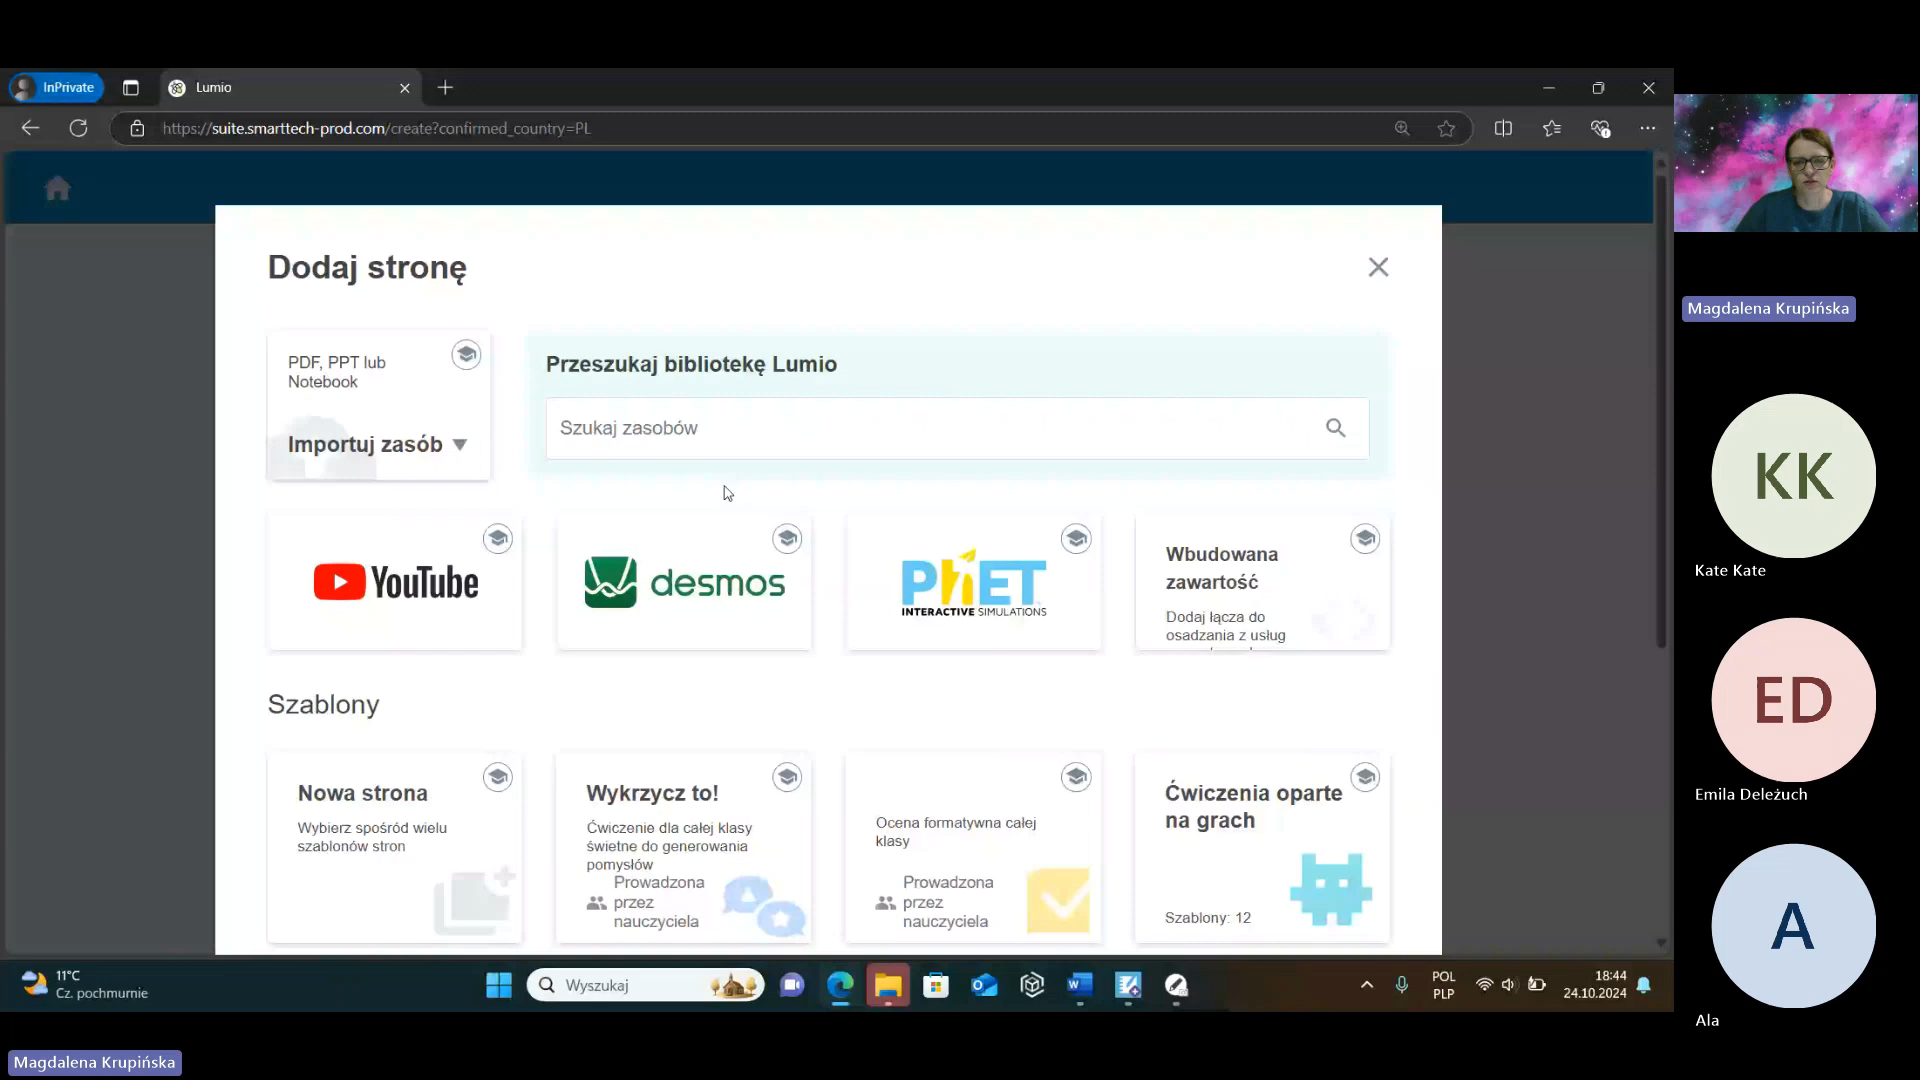 InPrivate
Lumio
https://suite.smarttech-prod.com/create?confirmed_country=PL
Dodaj stronę
PDF, PPT lub
Notebook
Importuj zasób
Przeszukaj bibliotekę Lumio
Szukaj zasobów
YouTube
desmos
PhET
INTERACTIVE SIMULATIONS
Wbudowana
zawartość
Dodaj łącza do
osadzania z usług
Szablony
Nowa strona
Wybierz spośród wielu
szablonów stron
Wykrzycz to!
Ćwiczenie dla całej klasy
świetne do generowania
pomysłów
Prowadzona
przez
nauczyciela
Ocena formatywna całej
klasy
Prowadzona
przez
nauczyciela
Ćwiczenia oparte
na grach
Szablony: 12
11°C
Cz. pochmurnie
Wyszukaj
POL
PLP
18:44
24.10.2024
Magdalena Krupińska
KK
Kate Kate
ED
Emila Deleżuch
A
Ala
Magdalena Krupińska